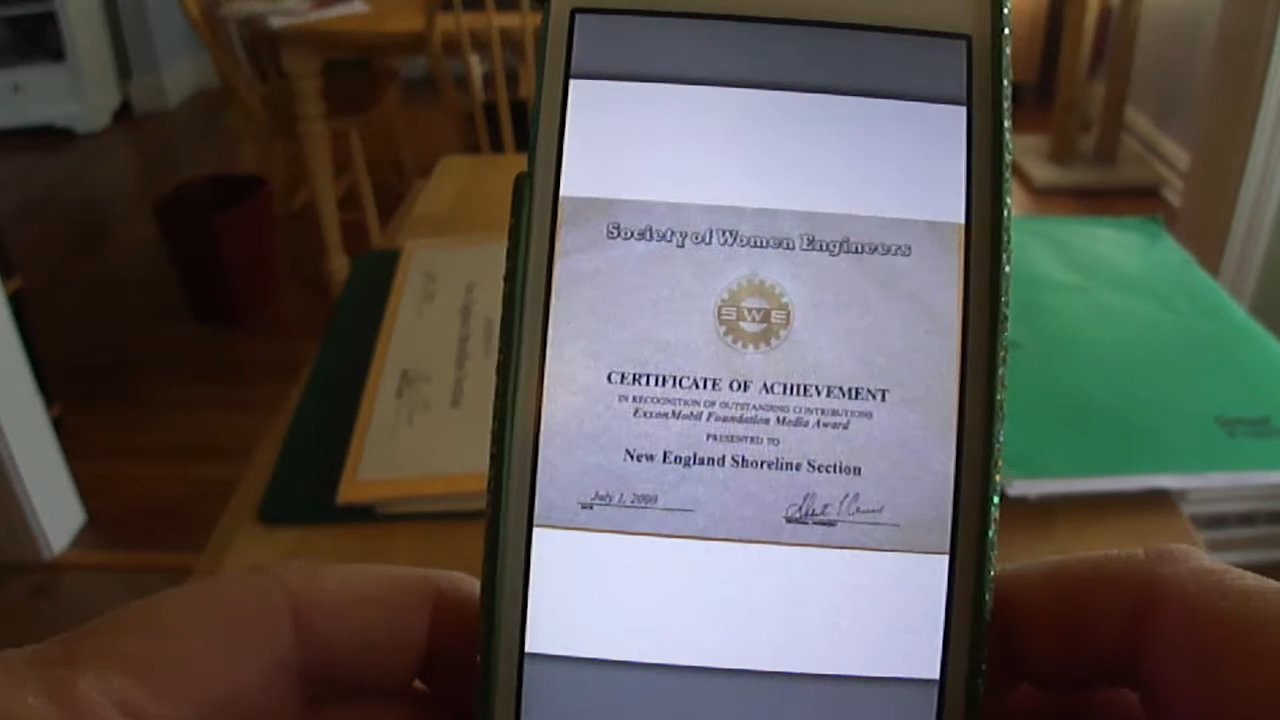 Society of Women Engineers
SWE
CERTIFICATE OF ACHIEVEMENT
IN RECOGNITION OF OUTSTANDING CONTRIBUTIONS
ExxonMobil Foundation Media Award
PRESENTED TO
New England Shoreline Section
July 1, 2000